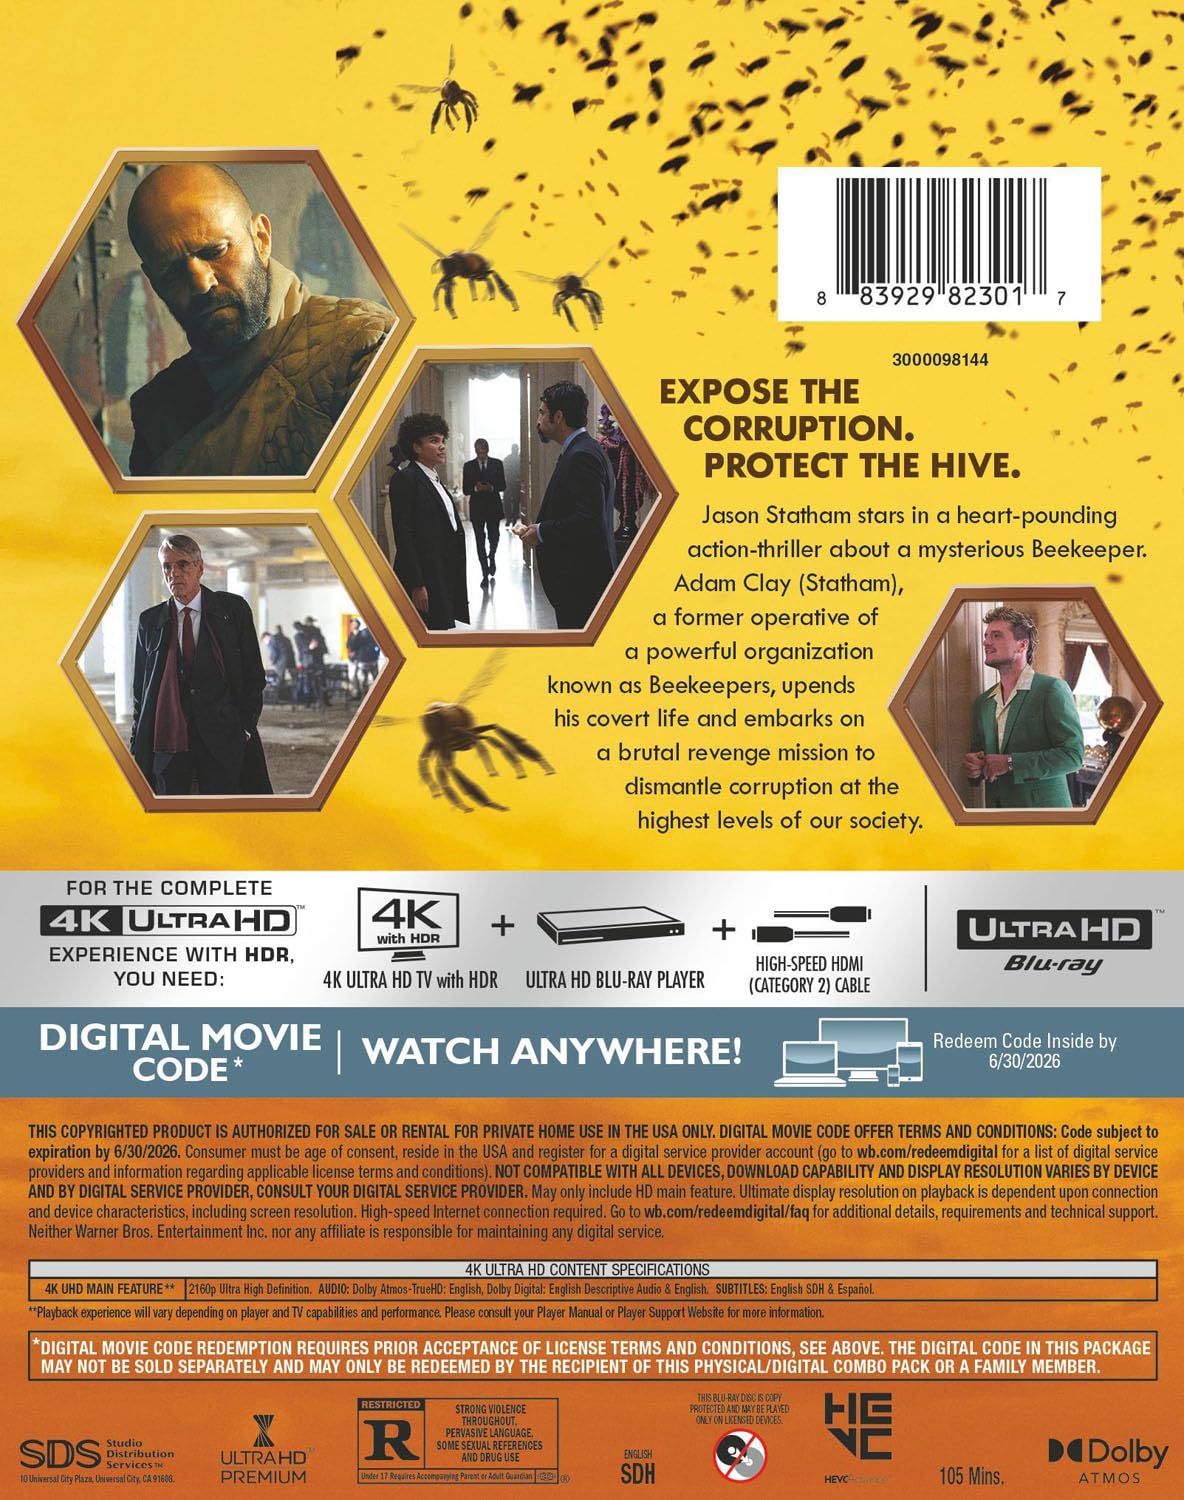 8 83929 82301 7
3000098144
EXPOSE THE
CORRUPTION.
PROTECT THE HIVE.
Jason Statham stars in a heart-pounding
action-thriller about a mysterious Beekeeper.
Adam Clay (Statham),
a former operative of
a powerful organization
known as Beekeepers, upends
his covert life and embarks on
a brutal revenge mission to
dismantle corruption at the
highest levels of our society.
FOR THE COMPLETE
4K ULTRA HD™
EXPERIENCE WITH HDR,
YOU NEED:
4K
with HDR
4K ULTRA HD TV with HDR
+
ULTRA HD BLU-RAY PLAYER
+
HIGH-SPEED HDMI
(CATEGORY 2) CABLE
ULTRA HD™
Blu-ray
DIGITAL MOVIE
CODE*
WATCH ANYWHERE!
Redeem Code Inside by
6/30/2026
THIS COPYRIGHTED PRODUCT IS AUTHORIZED FOR SALE OR RENTAL FOR PRIVATE HOME USE IN THE USA ONLY. DIGITAL MOVIE CODE OFFER TERMS AND CONDITIONS: Code subject to
expiration by 6/30/2026. Consumer must be age of consent, reside in the USA and register for a digital service provider account (go to wb.com/redeemdigital for a list of digital service
providers and information regarding applicable license terms and conditions). NOT COMPATIBLE WITH ALL DEVICES, DOWNLOAD CAPABILITY AND DISPLAY RESOLUTION VARIES BY DEVICE
AND BY DIGITAL SERVICE PROVIDER, CONSULT YOUR DIGITAL SERVICE PROVIDER. May only include HD main feature. Ultimate display resolution on playback is dependent upon connection
and device characteristics, including screen resolution. High-speed Internet connection required. Go to wb.com/redeemdigital/faq for additional details, requirements and technical support.
Neither Warner Bros. Entertainment Inc. nor any affiliate is responsible for maintaining any digital service.
4K ULTRA HD CONTENT SPECIFICATIONS
4K UHD MAIN FEATURE** 2160p Ultra High Definition. AUDIO: Dolby Atmos-TrueHD: English, Dolby Digital: English Descriptive Audio & English. SUBTITLES: English SDH & Español.
**Playback experience will vary depending on player and TV capabilities and performance. Please consult your Player Manual or Player Support Website for more information.
*DIGITAL MOVIE CODE REDEMPTION REQUIRES PRIOR ACCEPTANCE OF LICENSE TERMS AND CONDITIONS, SEE ABOVE. THE DIGITAL CODE IN THIS PACKAGE
MAY NOT BE SOLD SEPARATELY AND MAY ONLY BE REDEEMED BY THE RECIPIENT OF THIS PHYSICAL/DIGITAL COMBO PACK OR A FAMILY MEMBER.
SDS Studio
Distribution
Services™
10 Universal City Plaza, Universal City, CA 91608.
ULTRA HD™
PREMIUM
RESTRICTED
R
STRONG VIOLENCE
THROUGHOUT,
PERVASIVE LANGUAGE,
SOME SEXUAL REFERENCES
AND DRUG USE
Under 17 Requires Accompanying Parent or Adult Guardian ®
ENGLISH
SDH
THIS BLU-RAY DISC IS COPY
PROTECTED AND MAY BE PLAYED
ONLY ON LICENSED DEVICES.
HEVC
HEVCAdvance™
105 Mins.
Dolby
ATMOS